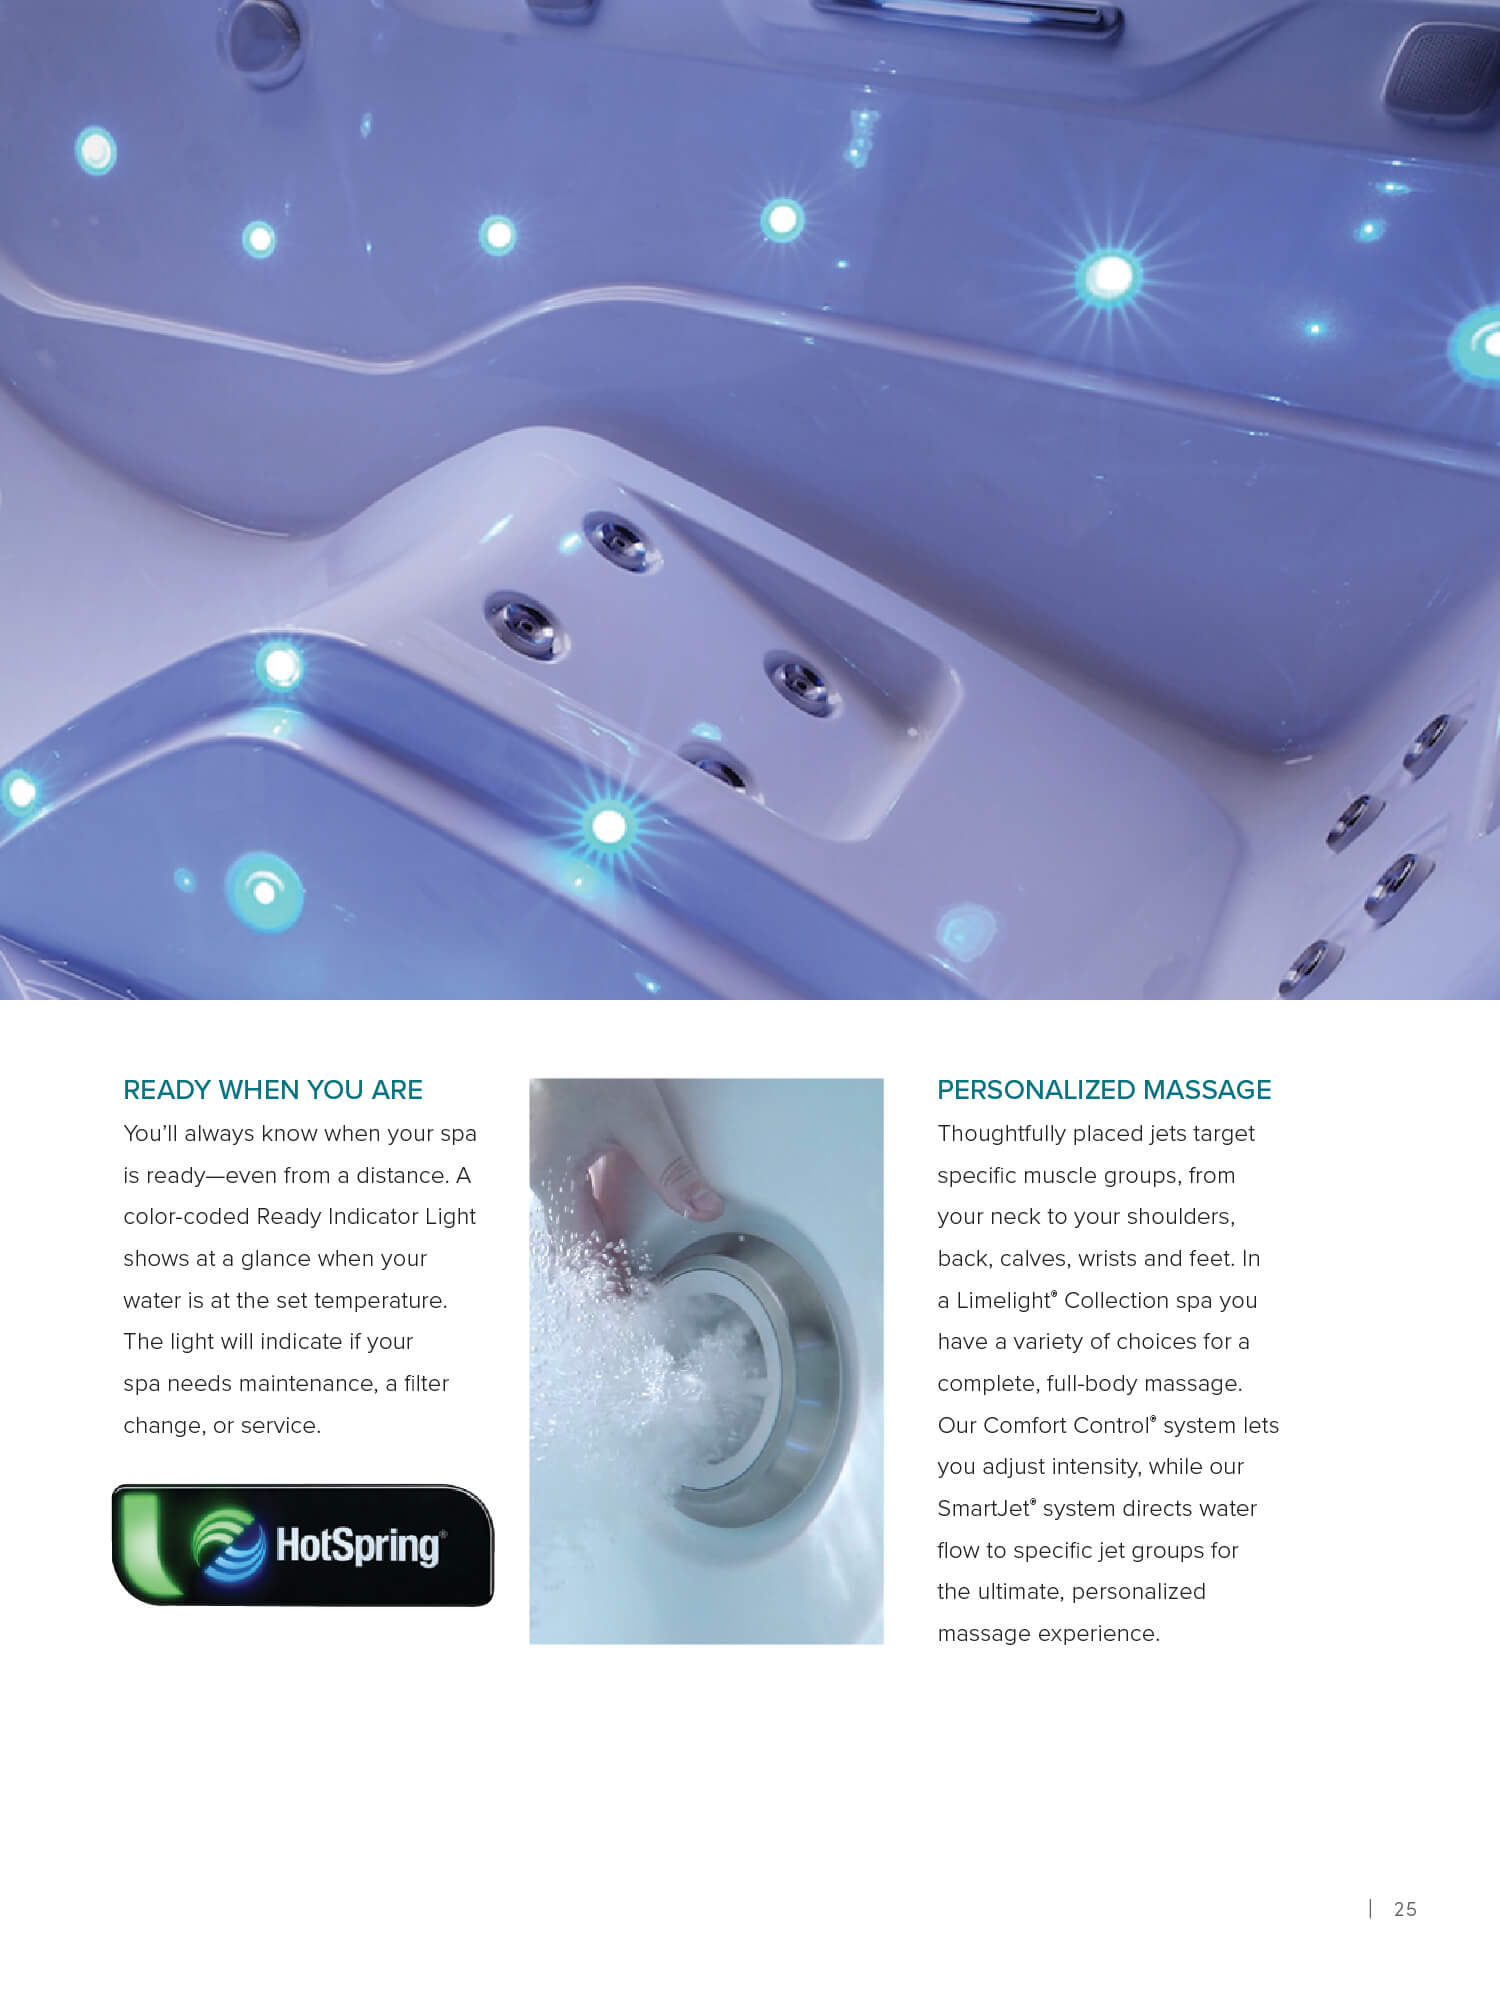 READY WHEN YOU ARE
You’ll always know when your spa
is ready—even from a distance. A
color-coded Ready Indicator Light
shows at a glance when your
water is at the set temperature.
The light will indicate if your
spa needs maintenance, a filter
change, or service.
HotSpring®
PERSONALIZED MASSAGE
Thoughtfully placed jets target
specific muscle groups, from
your neck to your shoulders,
back, calves, wrists and feet. In
a Limelight® Collection spa you
have a variety of choices for a
complete, full-body massage.
Our Comfort Control® system lets
you adjust intensity, while our
SmartJet® system directs water
flow to specific jet groups for
the ultimate, personalized
massage experience.
| 25